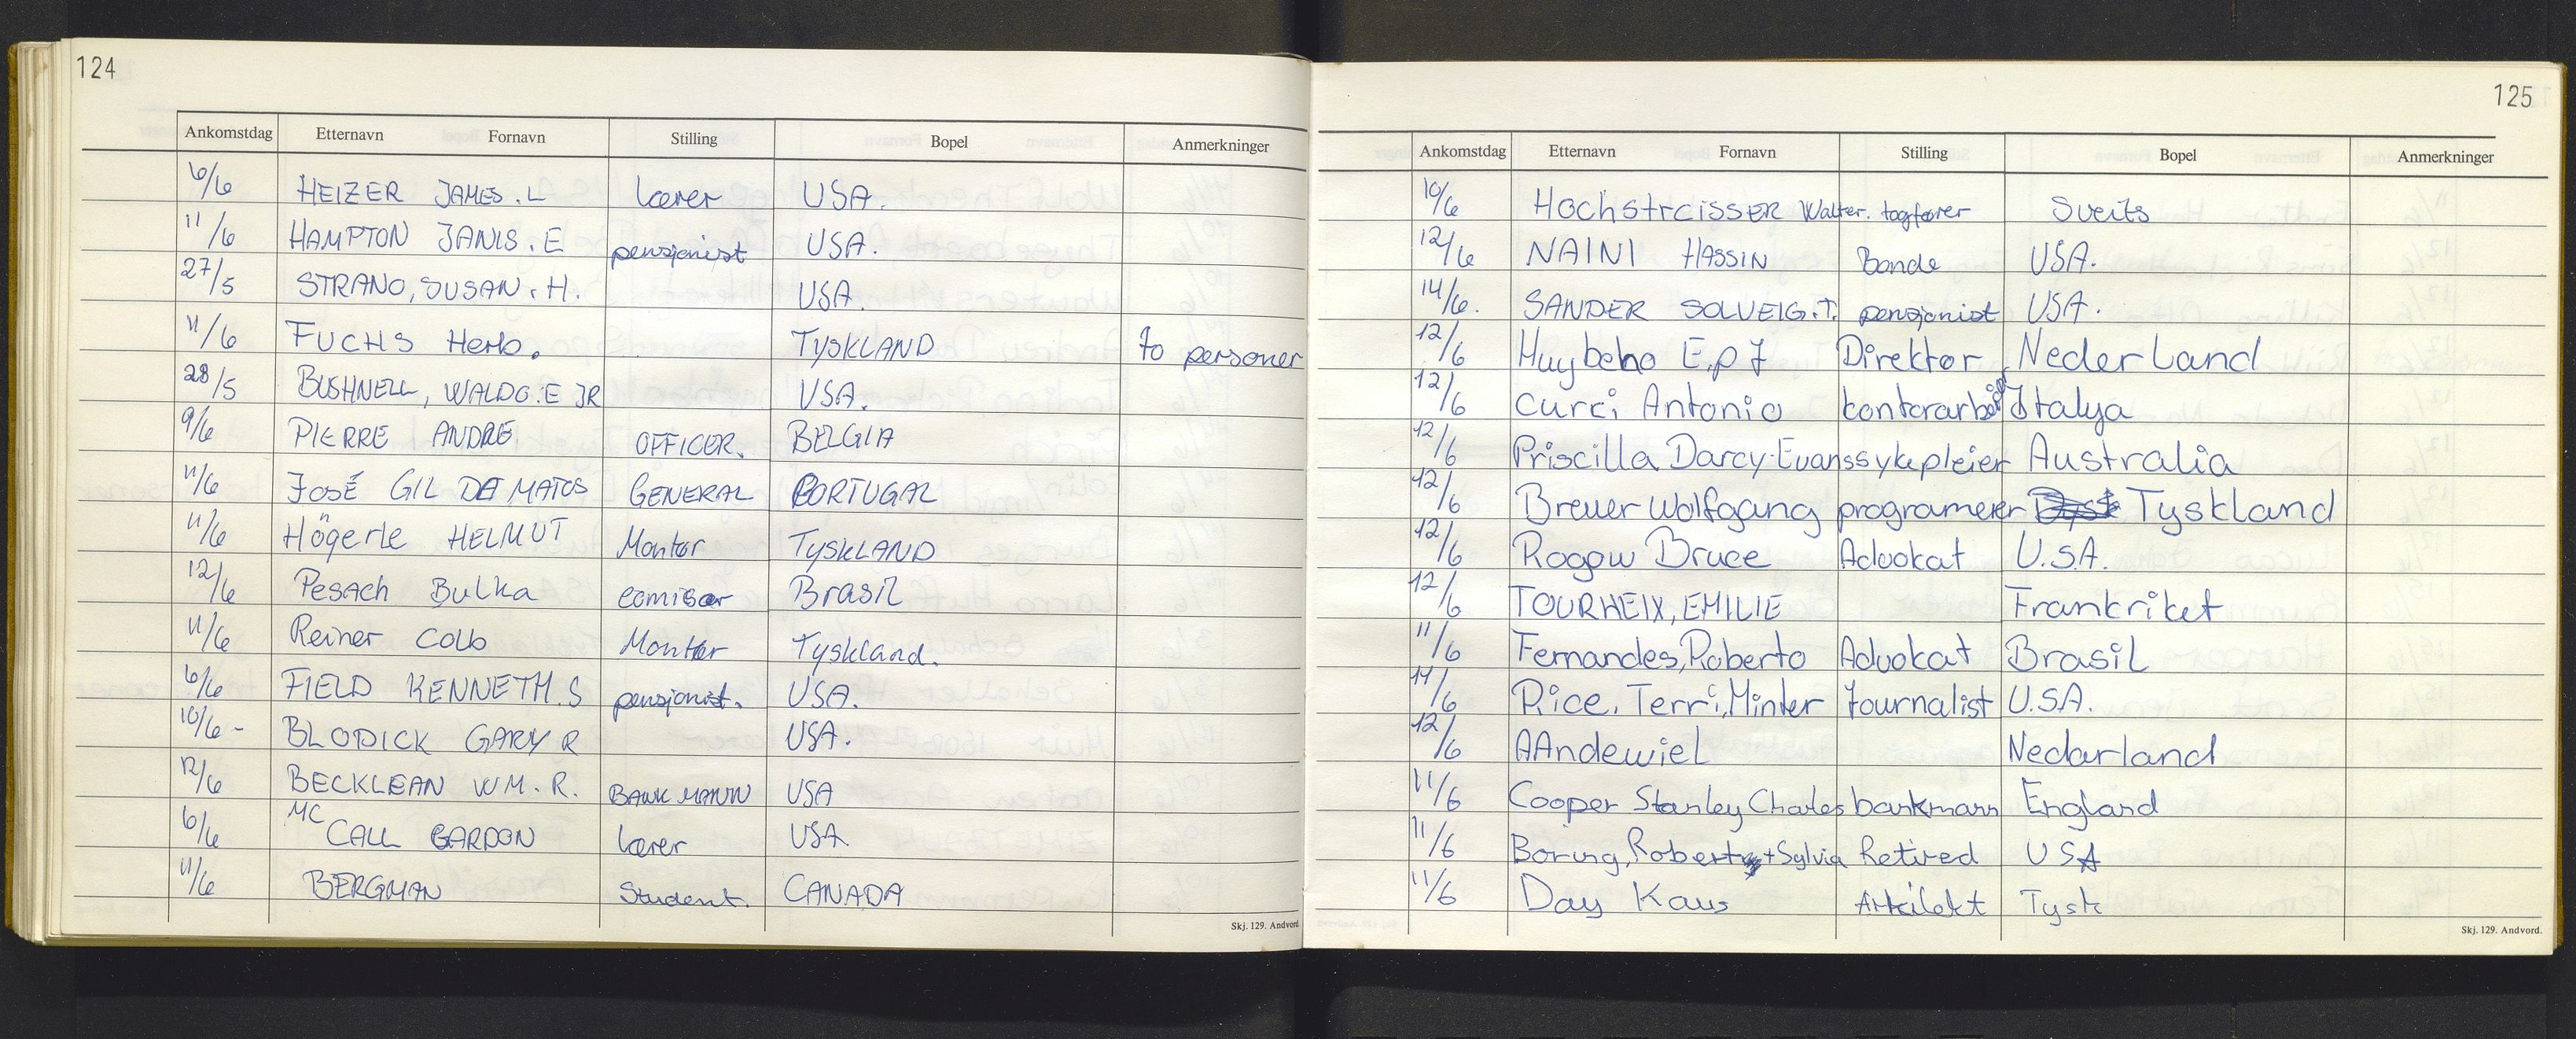 124
Ankomstdag Etternavn Fornavn Stilling Bopel Anmerkninger
6/6 HEIZER JAMES. L lærer USA.
11/6 HAMPTON JANIS. E pensjonist USA.
27/5 STRANO, SUSAN. H. USA
11/6 FUCHS Herb. TYSKLAND to personer
28/5 BUSHNELL, WALDO. E JR USA.
9/6 PIERRE ANDRE OFFICER. BELGIA
11/6 JOSÉ GIL DE MATOS GENERAL PORTUGAL
11/6 Högerle HELMUT Montør TYSKLAND
12/6 Pesach Bulka Brasil
11/6 Reiner Colb Montør Tyskland.
6/6 FIELD KENNETH. S pensjonist. USA.
10/6 - BLODICK GARY R USA.
12/6 BECKLEAN WM. R. BANKMANN USA
6/6 MC CALL GARDON lærer USA
11/6 BERGMAN Student. CANADA
Skj. 129. Andvord.
125
Ankomstdag Etternavn Fornavn Stilling Bopel Anmerkninger
10/6 Walter. togfører Sveits
12/6 NAINI HASSIN Bonde USA.
14/6. SANDER SOLVEIG. T. pensjonist USA.
12/6 Direktør Nederland
12/6 Curci Antonio Italya
12/6 Priscilla Darcy-Evans sykepleier Australia
12/6 Breuer Wolfgang programerer Tyskland
12/6 Rogow Bruce Advokat U.S.A.
12/6 TOURHEIX, EMILIE Frankriket
11/6 Fernandes, Roberto Advokat Brasil
11/6 Rice, Terri, Minter Journalist U.S.A.
12/6 AAndewiel Nedarland
11/6 Cooper Stanley Charles bankmann England
11/6 Boring, Robert + Sylvia Retired USA
11/6 Day Kaus Arkitekt Tysk
Skj. 129. Andvord.